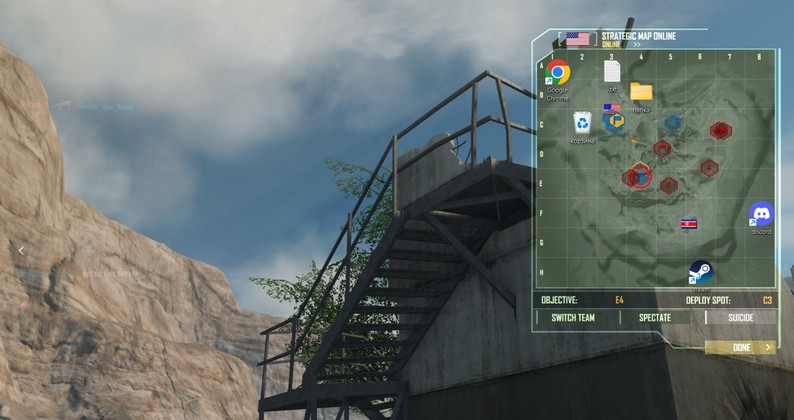 STRATEGIC MAP ONLINE
ONLINE >>
1 2 3 4 5 6 7 8
A
B
C
D
E
F
G
H
Google
Chrome
.txt
папка
корзина
discord
OBJECTIVE: E4 DEPLOY SPOT: C3
SWITCH TEAM SPECTATE SUICIDE
DONE >